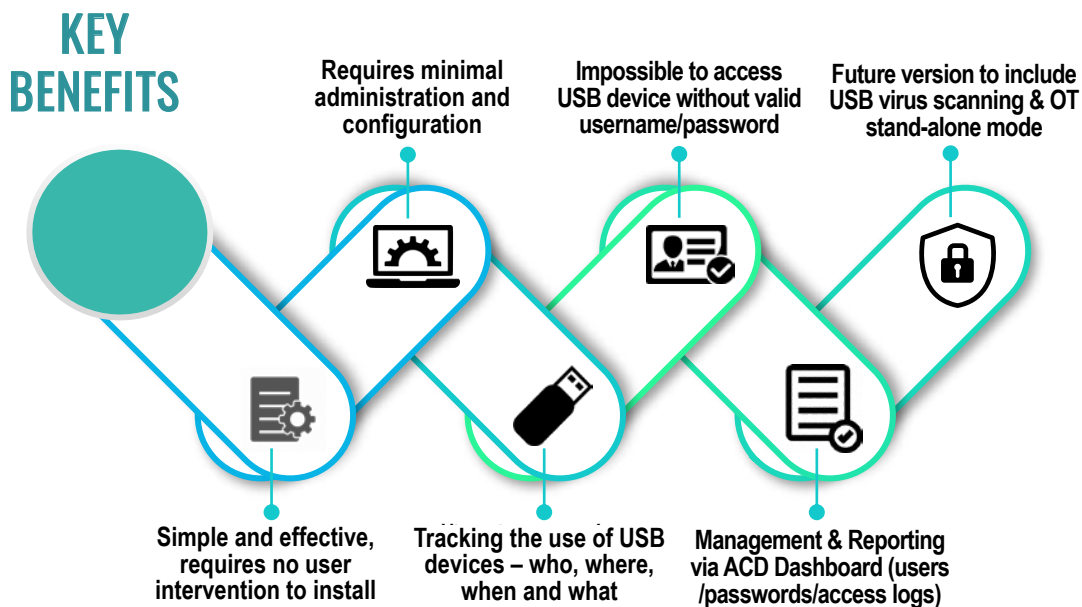 KEY
BENEFITS
Requires minimal
administration and
configuration
Impossible to access
USB device without valid
username/password
Future version to include
USB virus scanning & OT
stand-alone mode
Simple and effective,
requires no user
intervention to install
Tracking the use of USB
devices – who, where,
when and what
Management & Reporting
via ACD Dashboard (users
/passwords/access logs)